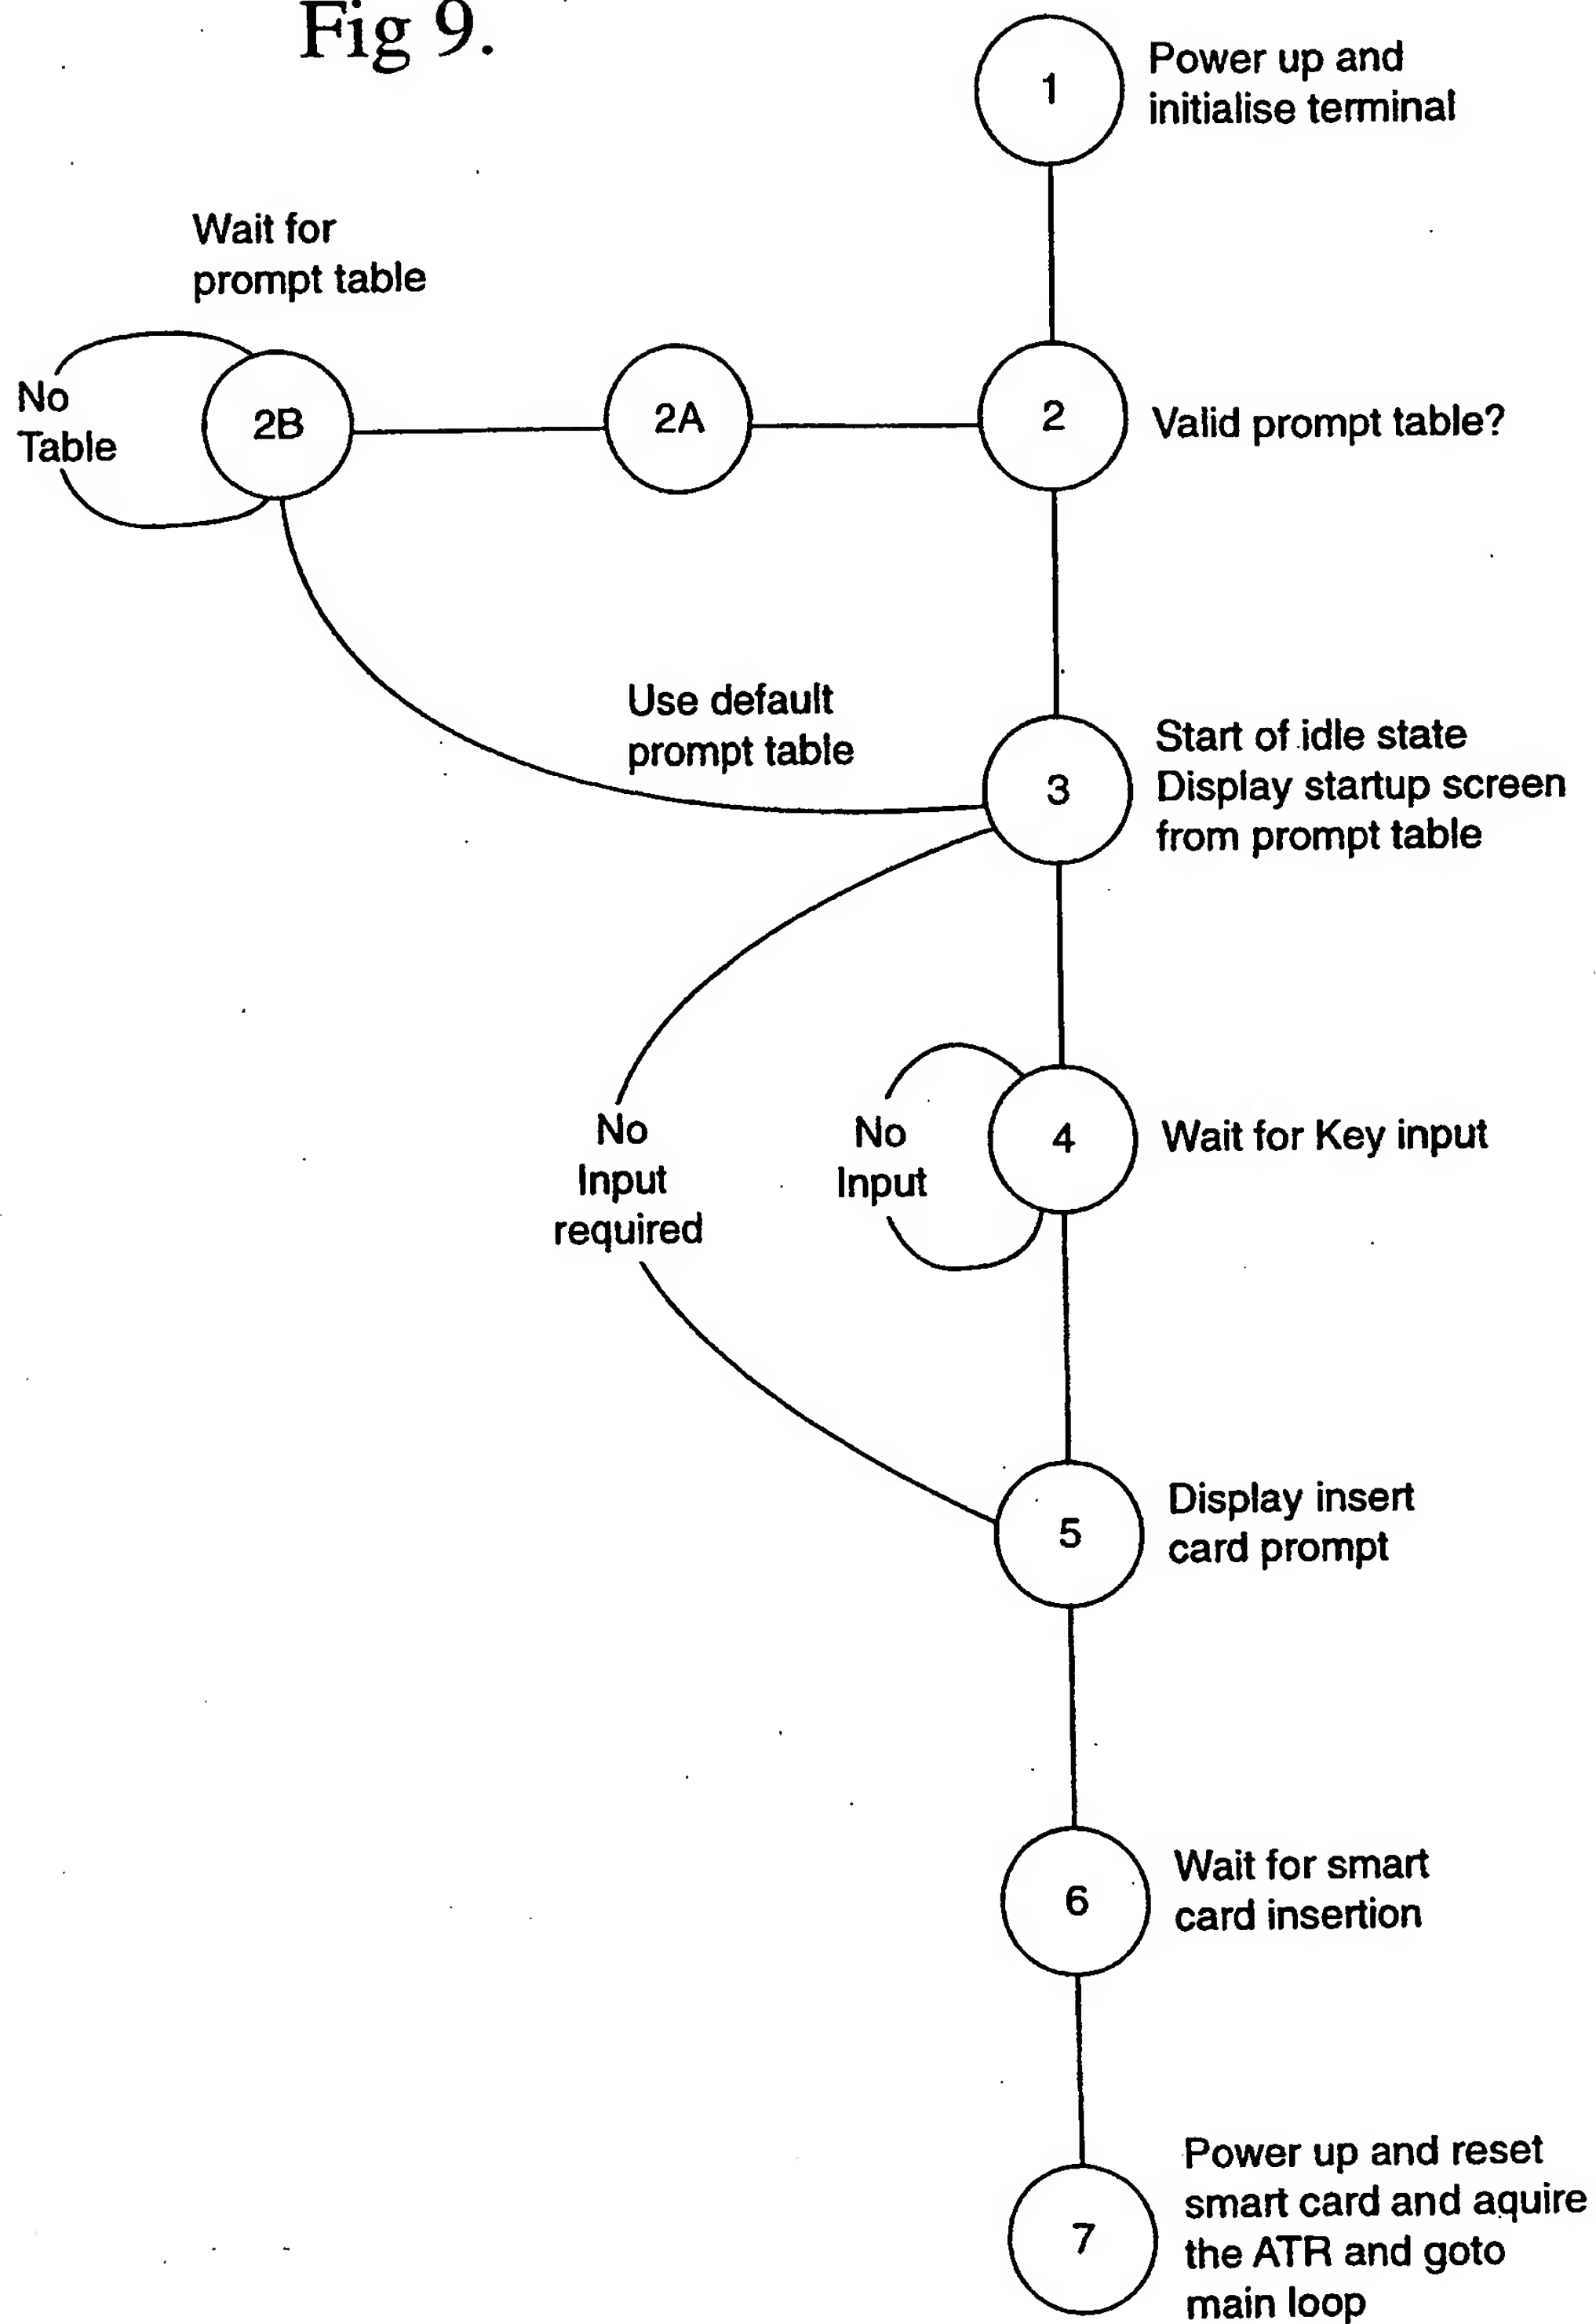 Fig 9.
1
Power up and
initialise terminal
Wait for
prompt table
No
Table
2B
2A
2
Valid prompt table?
Use default
prompt table
3
Start of idle state
Display startup screen
from prompt table
No
Input
required
No
Input
4
Wait for Key input
5
Display insert
card prompt
6
Wait for smart
card insertion
7
Power up and reset
smart card and aquire
the ATR and goto
main loop